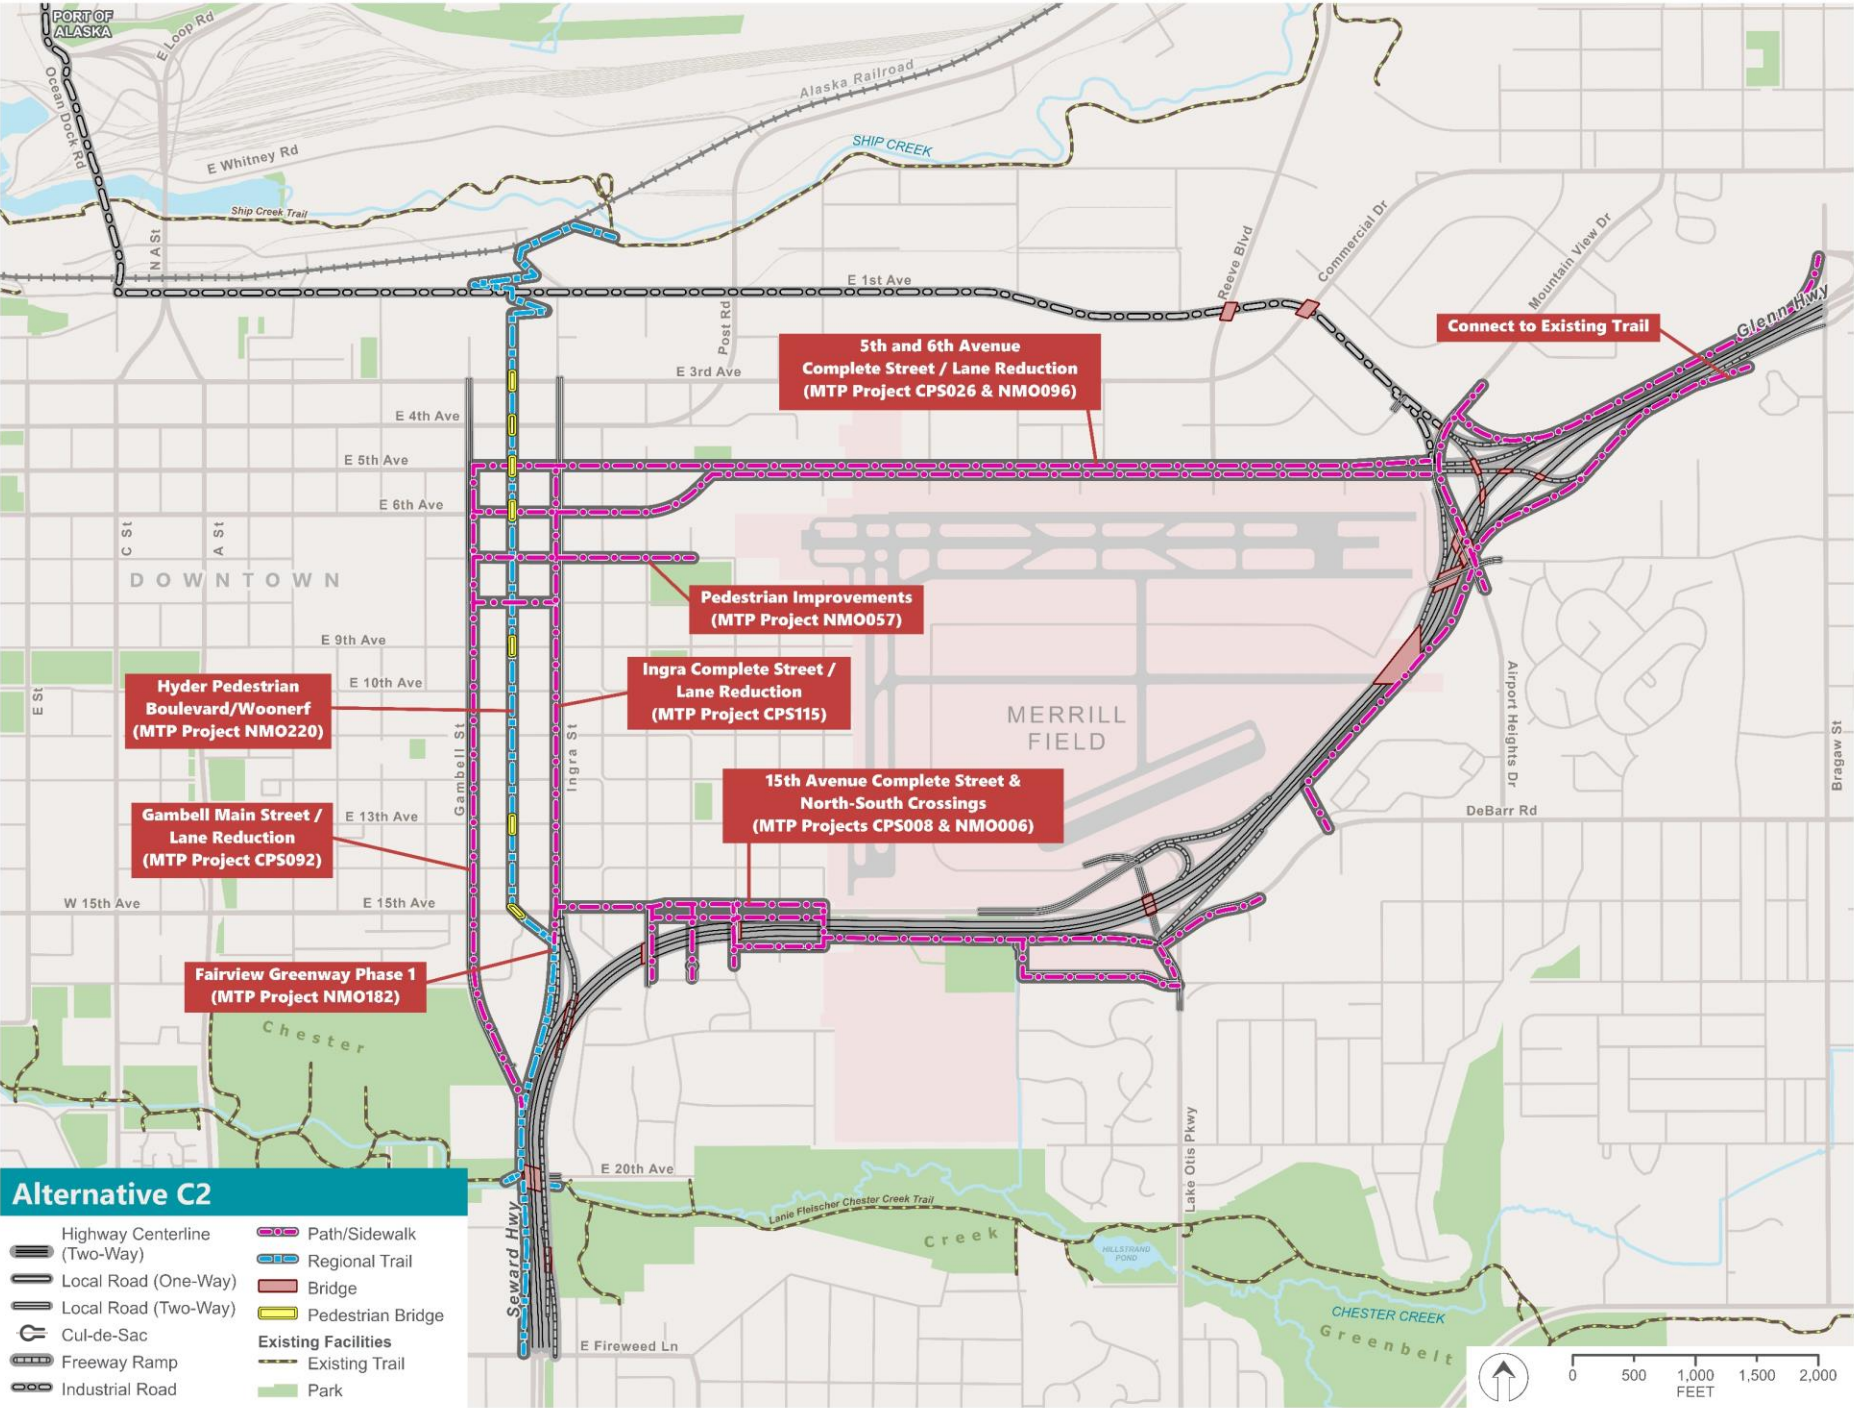 PORT OF
ALASKA
E Loop Rd
Ocean Dock Rd
Alaska Railroad
E Whitney Rd
SHIP CREEK
Ship Creek Trail
N A St
E 1st Ave
Reeve Blvd
Commercial Dr
Mountain View Dr
Glenn Hwy
Post Rd
Connect to Existing Trail
5th and 6th Avenue
Complete Street / Lane Reduction
(MTP Project CPS026 & NMO096)
E 3rd Ave
E 4th Ave
E 5th Ave
E 6th Ave
C St
A St
DOWNTOWN
Pedestrian Improvements
(MTP Project NMO057)
E 9th Ave
E 10th Ave
E St
Hyder Pedestrian
Boulevard/Woonerf
(MTP Project NMO220)
Ingra Complete Street /
Lane Reduction
(MTP Project CPS115)
Gambell St
Ingra St
MERRILL
FIELD
Airport Heights Dr
Bragaw St
15th Avenue Complete Street &
North-South Crossings
(MTP Projects CPS008 & NMO006)
Gambell Main Street /
Lane Reduction
(MTP Project CPS092)
E 13th Ave
DeBarr Rd
W 15th Ave
E 15th Ave
Fairview Greenway Phase 1
(MTP Project NMO182)
Chester
E 20th Ave
Lake Otis Pkwy
Lanie Fleischer Chester Creek Trail
Creek
HILLSTRAND
POND
Seward Hwy
CHESTER CREEK
Greenbelt
E Fireweed Ln
Alternative C2
Highway Centerline
(Two-Way)
Local Road (One-Way)
Local Road (Two-Way)
Cul-de-Sac
Freeway Ramp
Industrial Road
Path/Sidewalk
Regional Trail
Bridge
Pedestrian Bridge
Existing Facilities
Existing Trail
Park
0 500 1,000 1,500 2,000
FEET